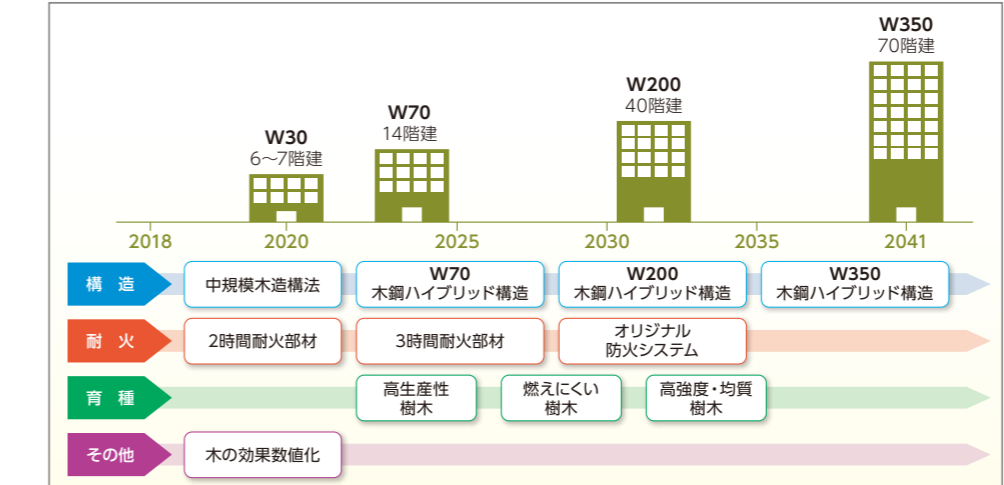 W350
70階建
W200
40階建
W70
14階建
W30
6〜7階建
2018
2020
2025
2030
2035
2041
構 造
中規模木造構法
W70
木鋼ハイブリッド構造
W200
木鋼ハイブリッド構造
W350
木鋼ハイブリッド構造
耐 火
2時間耐火部材
3時間耐火部材
オリジナル
防火システム
育 種
高生産性
樹木
燃えにくい
樹木
高強度・均質
樹木
その他
木の効果数値化